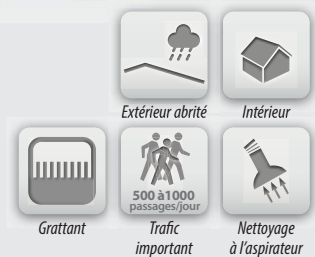 Extérieur abrité
Intérieur
500 à1000
passages/jour
Grattant
Trafic
important
Nettoyage
à l'aspirateur